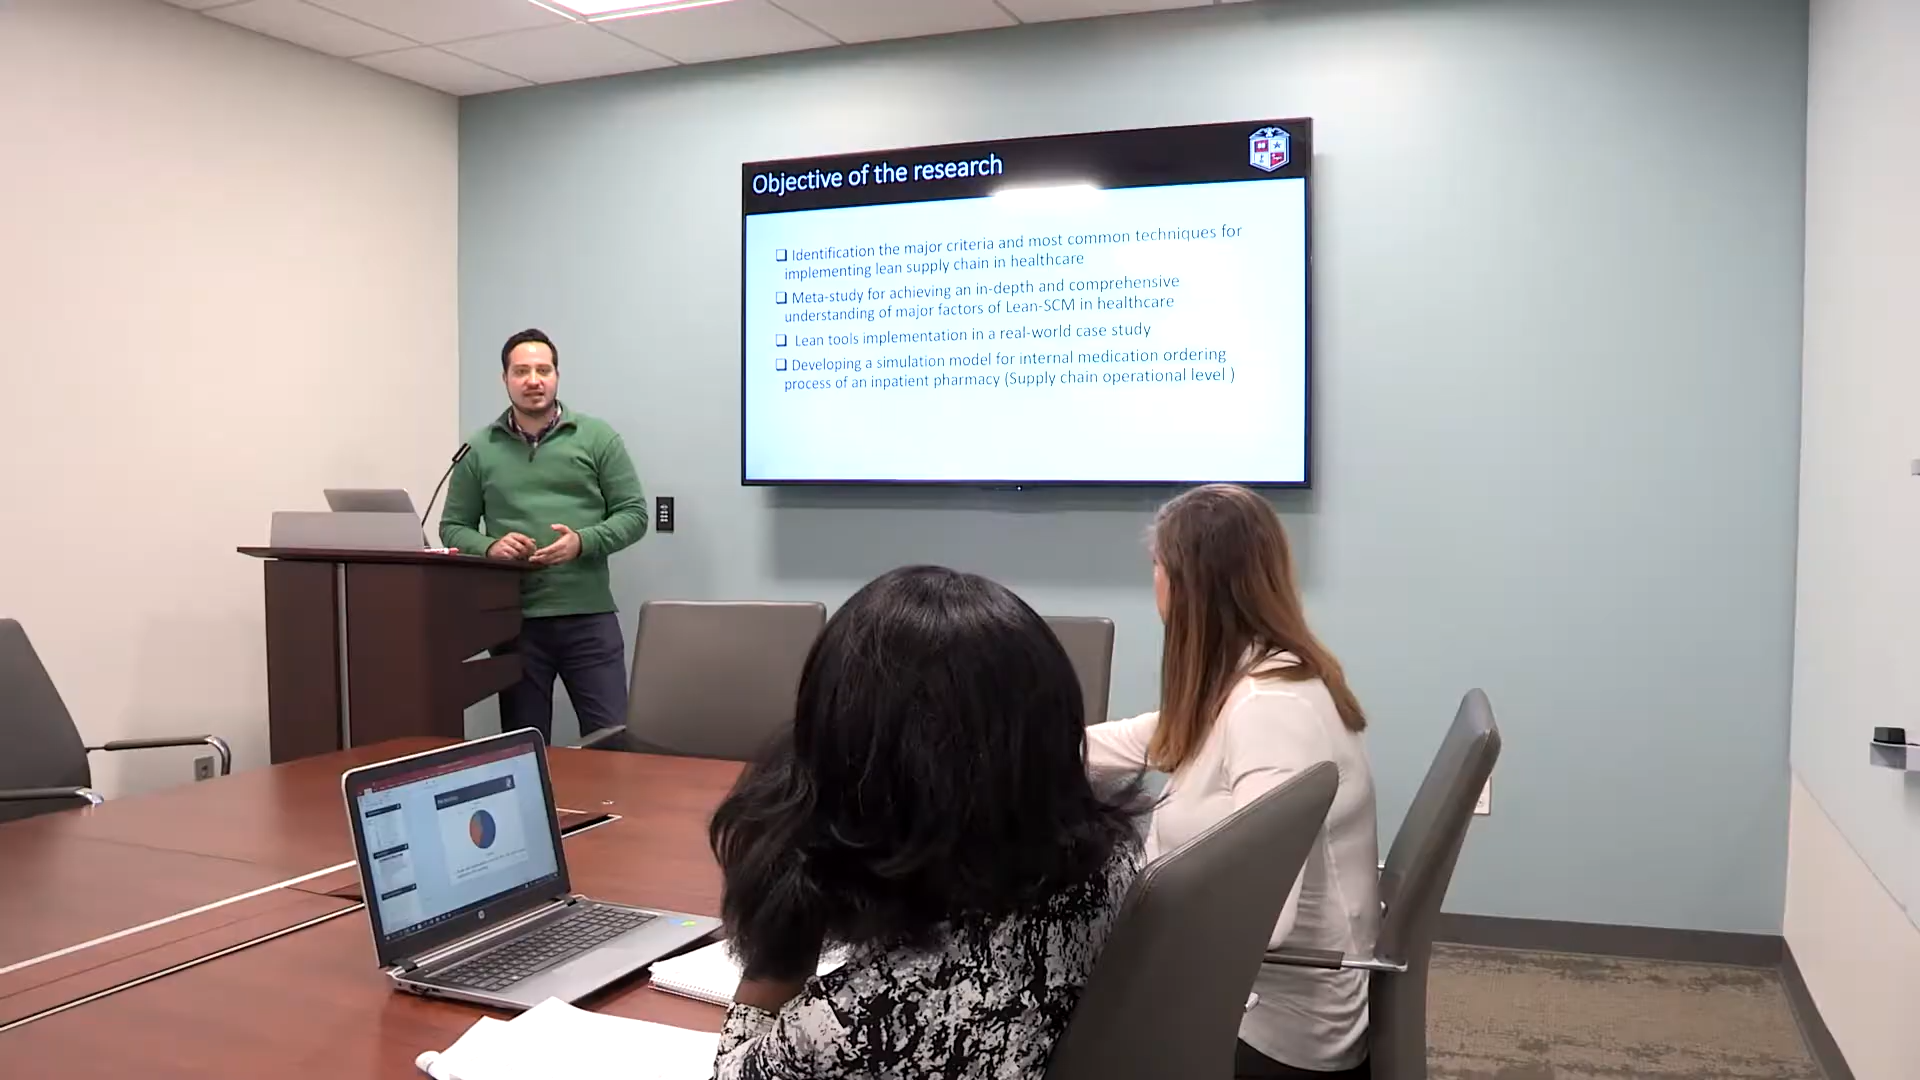 Objective of the research
❑ Identification the major criteria and most common techniques for
implementing lean supply chain in healthcare
❑ Meta-study for achieving an in-depth and comprehensive
understanding of major factors of Lean-SCM in healthcare
❑ Lean tools implementation in a real-world case study
❑ Developing a simulation model for internal medication ordering
process of an inpatient pharmacy (Supply chain operational level )
hp